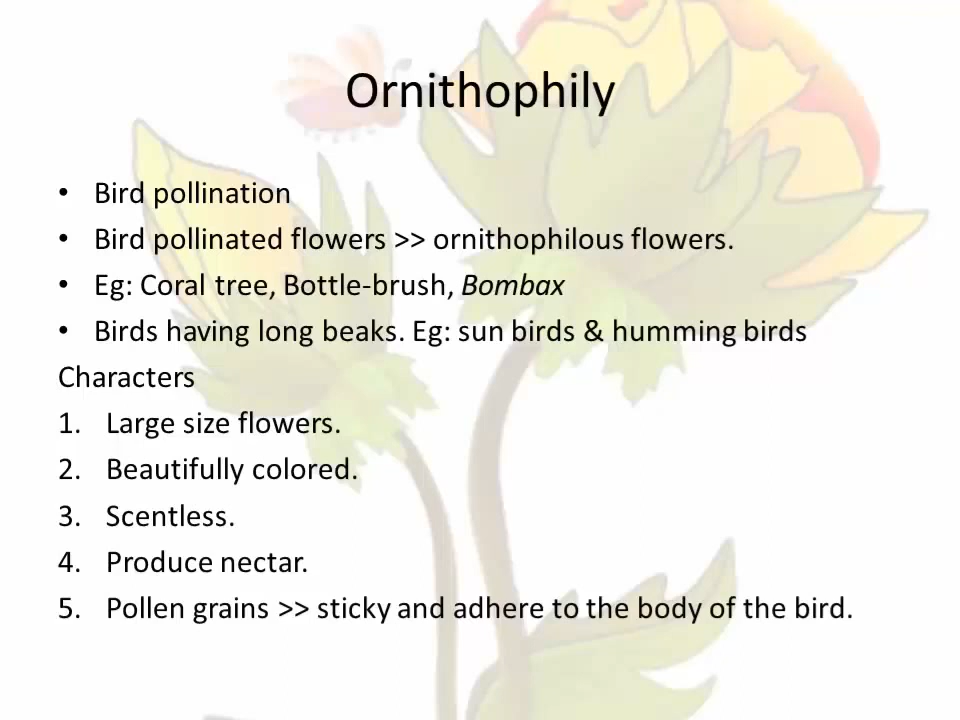 Ornithophily
• Bird pollination
• Bird pollinated flowers >> ornithophilous flowers.
• Eg: Coral tree, Bottle-brush, Bombax
• Birds having long beaks. Eg: sun birds & humming birds
Characters
1. Large size flowers.
2. Beautifully colored.
3. Scentless.
4. Produce nectar.
5. Pollen grains >> sticky and adhere to the body of the bird.